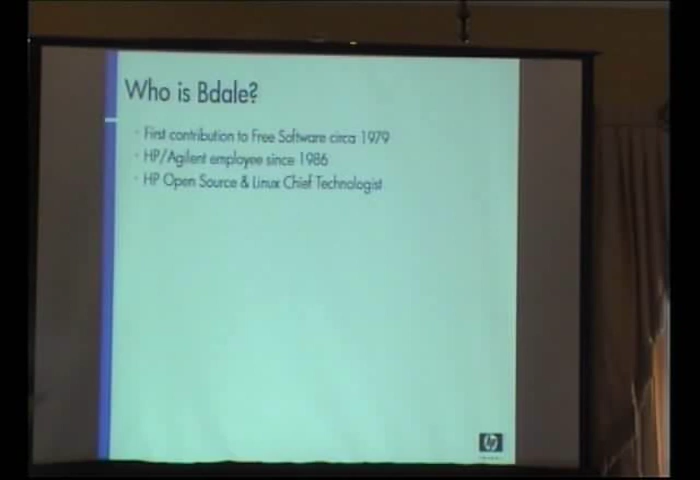 Who is Bdale?
· First contribution to Free Software circa 1979
· HP/Agilent employee since 1986
· HP Open Source & Linux Chief Technologist
hp